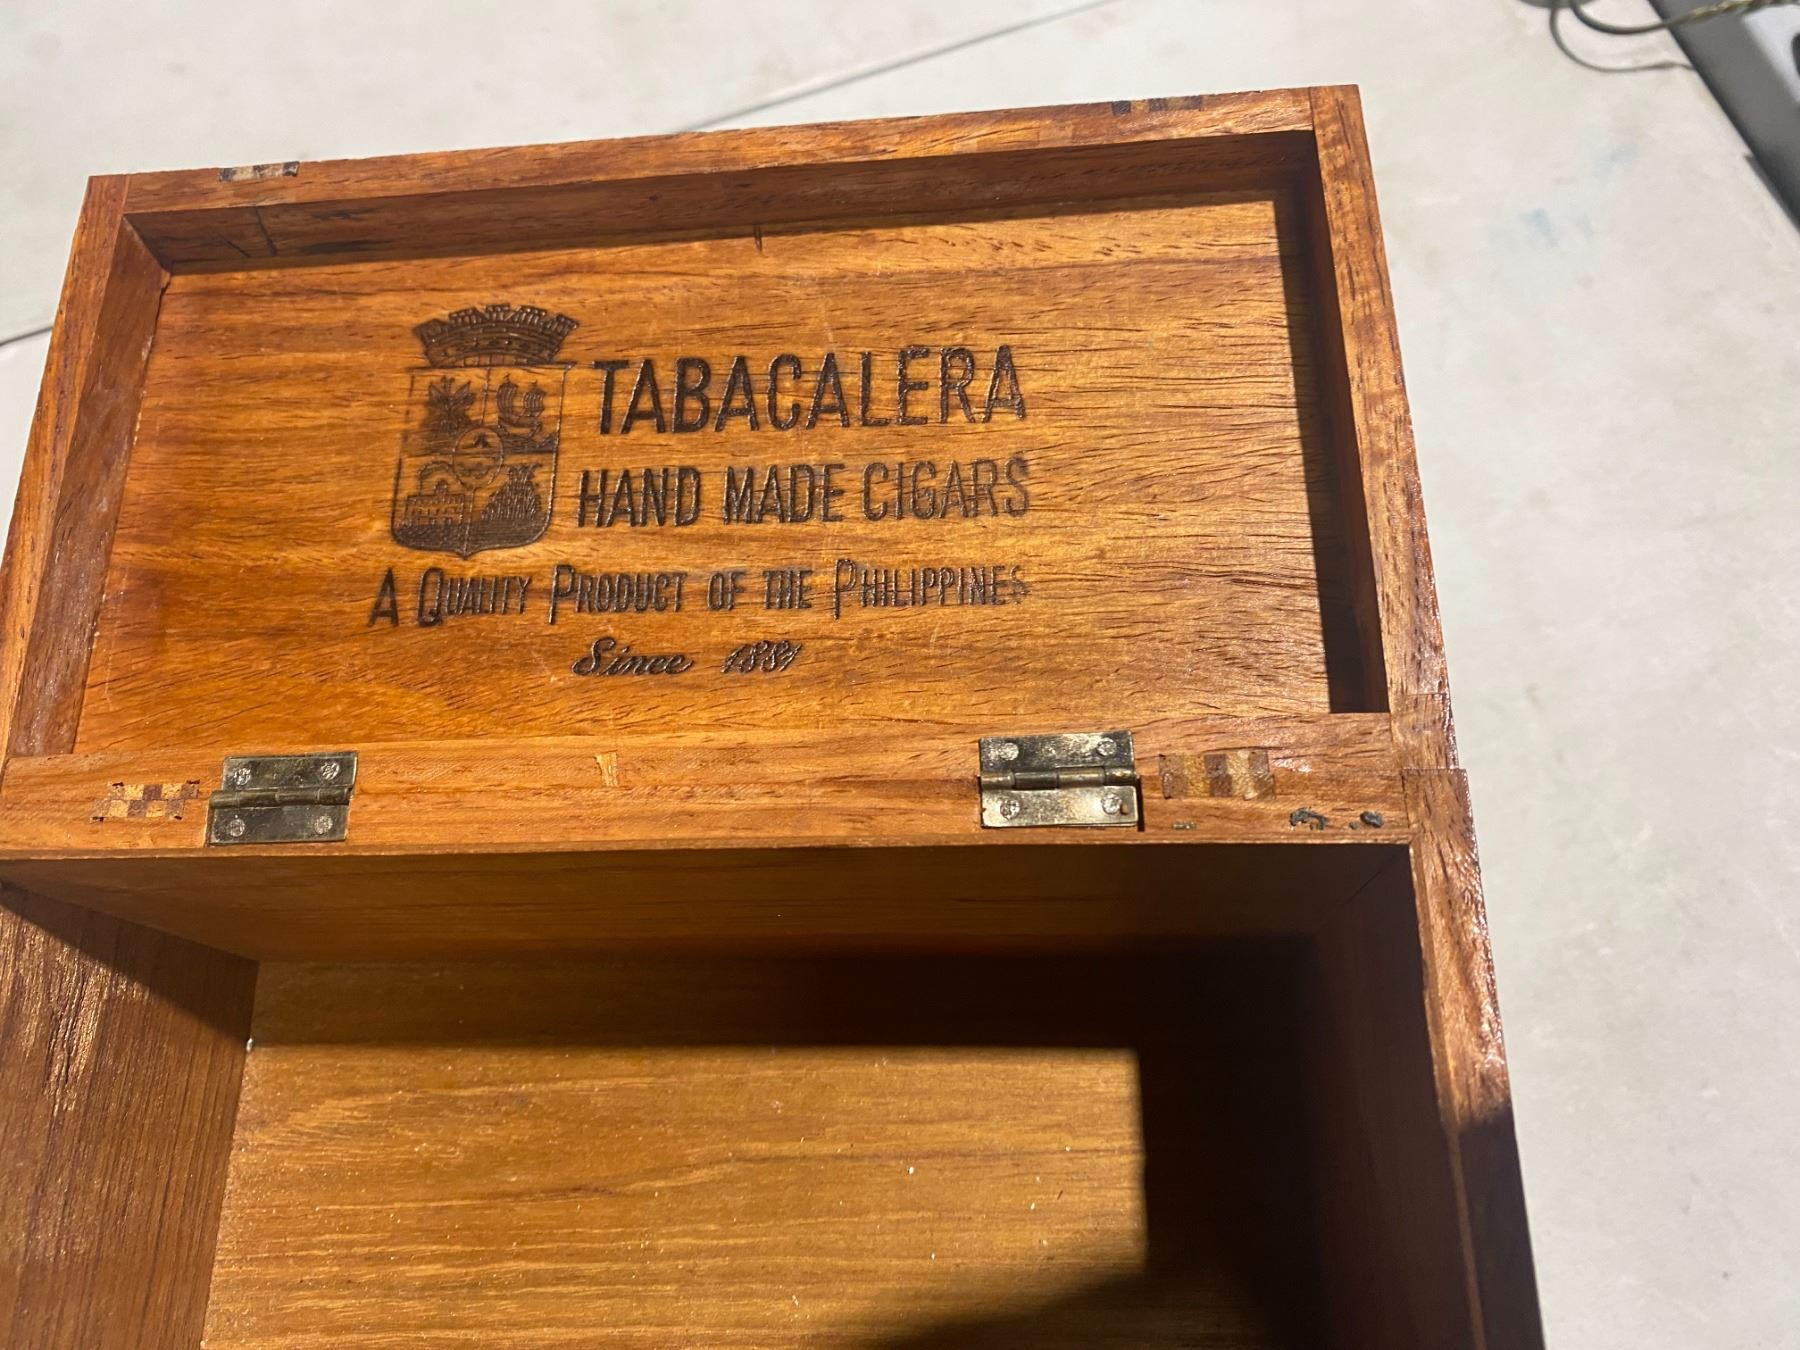 TABACALERA
HAND MADE CIGARS
A QUALITY PRODUCT OF THE PHILIPPINES
Since 1881